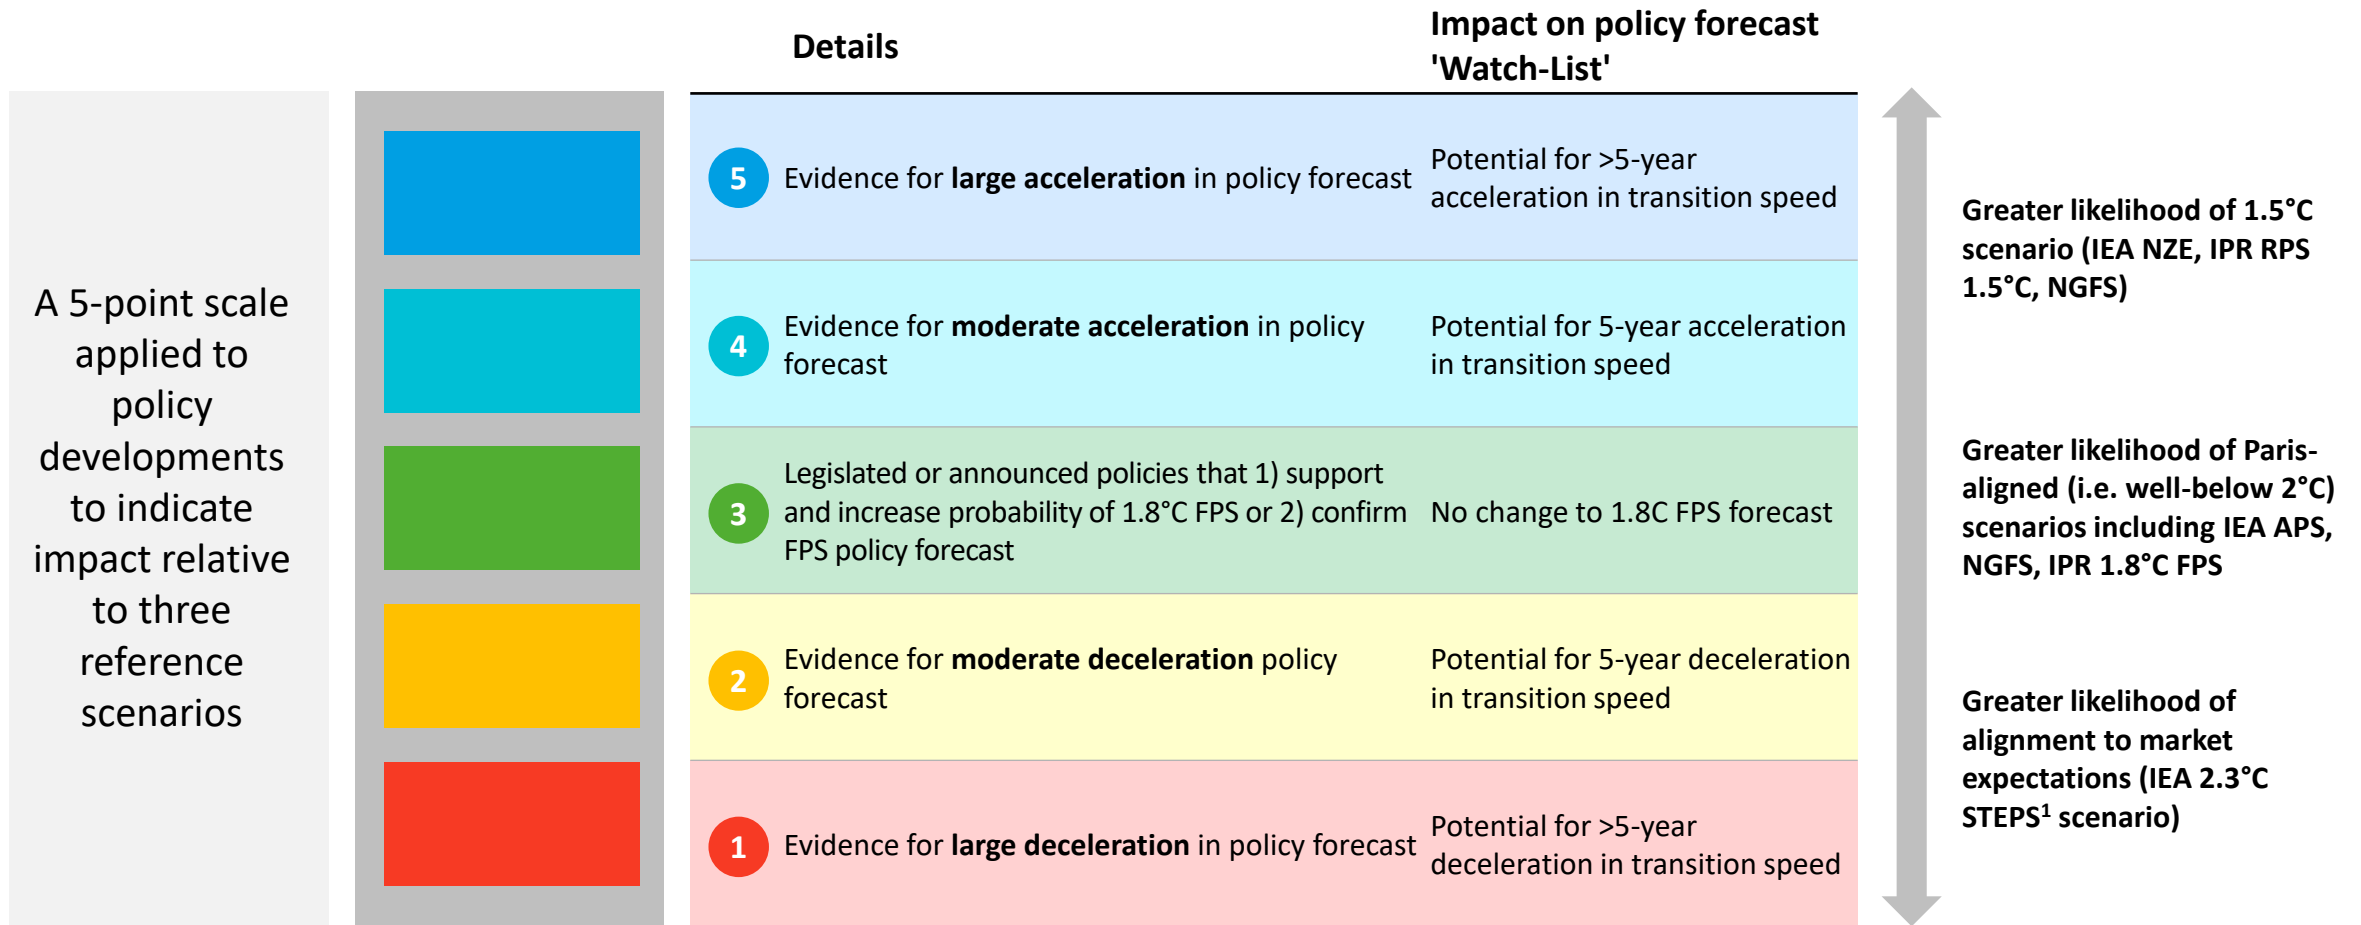 Details
Impact on policy forecast
'Watch-List'
A 5-point scale
applied to
policy
developments
to indicate
impact relative
to three
reference
scenarios
5
Evidence for large acceleration in policy forecast
Potential for >5-year
acceleration in transition speed
4
Evidence for moderate acceleration in policy
forecast
Potential for 5-year acceleration
in transition speed
3
Legislated or announced policies that 1) support
and increase probability of 1.8°C FPS or 2) confirm
FPS policy forecast
No change to 1.8C FPS forecast
2
Evidence for moderate deceleration policy
forecast
Potential for 5-year deceleration
in transition speed
1
Evidence for large deceleration in policy forecast
Potential for >5-year
deceleration in transition speed
Greater likelihood of 1.5°C
scenario (IEA NZE, IPR RPS
1.5°C, NGFS)
Greater likelihood of Paris-
aligned (i.e. well-below 2°C)
scenarios including IEA APS,
NGFS, IPR 1.8°C FPS
Greater likelihood of
alignment to market
expectations (IEA 2.3°C
STEPS¹ scenario)